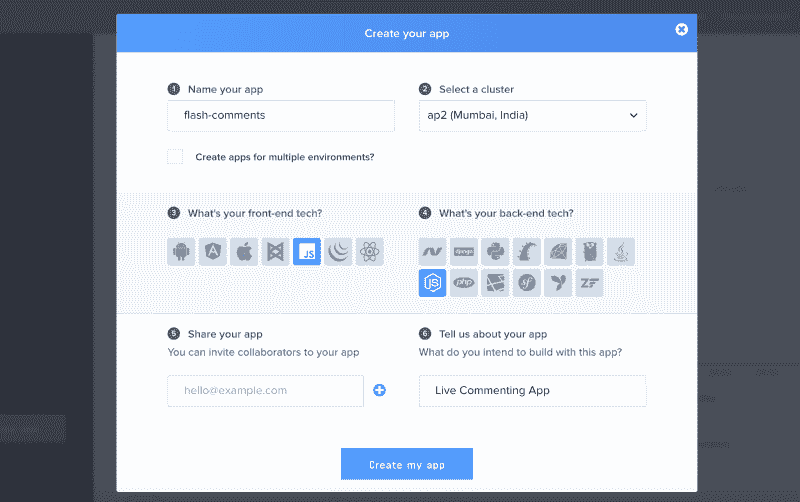 Create your app
1 Name your app
2 Select a cluster
flash-comments
ap2 (Mumbai, India)
Create apps for multiple environments?
3 What's your front-end tech?
4 What's your back-end tech?
JS
django
JS
php
sf
ZF
5 Share your app
6 Tell us about your app
You can invite collaborators to your app
What do you intend to build with this app?
hello@example.com
Live Commenting App
Create my app